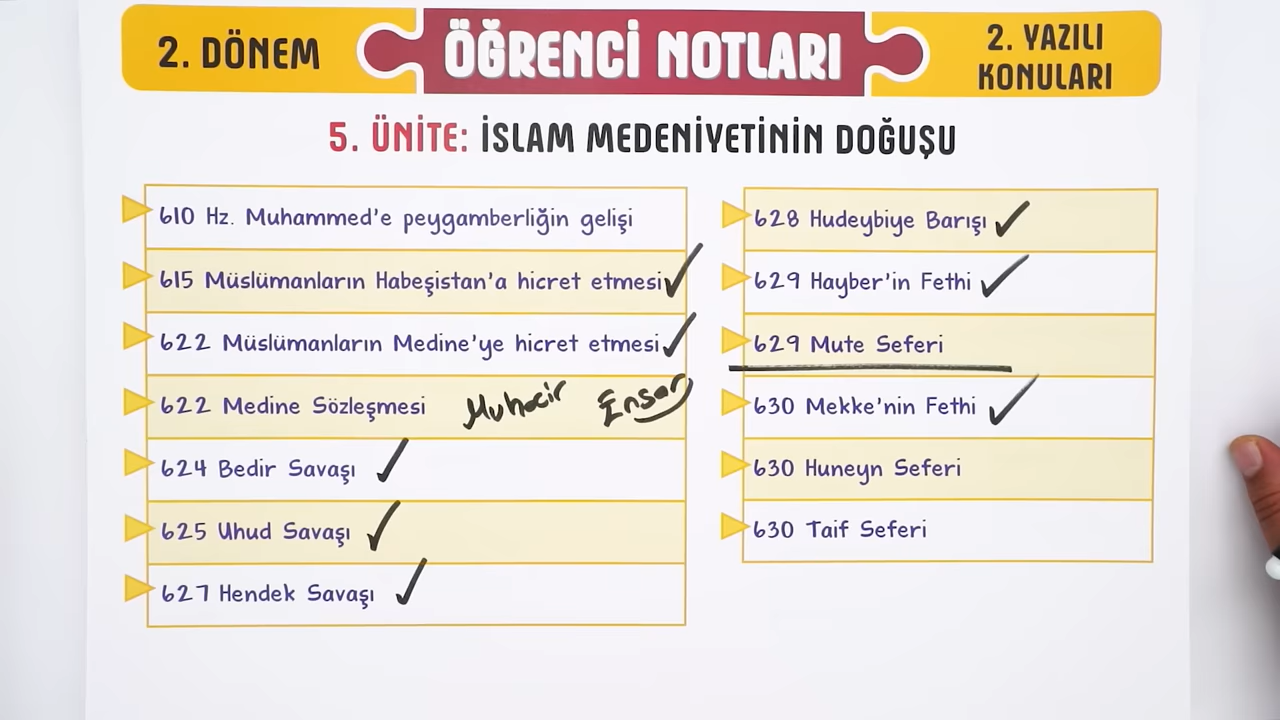 2. DÖNEM
ÖĞRENCİ NOTLARI
2. YAZILI
KONULARI
5. ÜNİTE: İSLAM MEDENİYETİNİN DOĞUŞU
610 Hz. Muhammed'e peygamberliğin gelişi
615 Müslümanların Habeşistan'a hicret etmesi
622 Müslümanların Medine'ye hicret etmesi
622 Medine Sözleşmesi Muhacir Ensar
624 Bedir Savaşı
625 Uhud Savaşı
627 Hendek Savaşı
628 Hudeybiye Barışı
629 Hayber'in Fethi
629 Mute Seferi
630 Mekke'nin Fethi
630 Huneyn Seferi
630 Taif Seferi